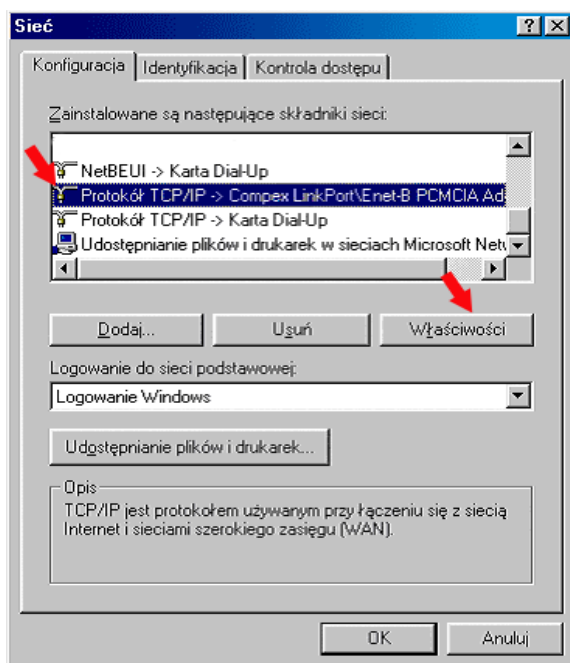 Sieć
Konfiguracja Identyfikacja Kontrola dostępu
Zainstalowane są następujące składniki sieci:
NetBEUI -> Karta Dial-Up
Protokół TCP/IP -> Compex LinkPort\Enet-B PCMCIA Ad
Protokół TCP/IP -> Karta Dial-Up
Udostępnianie plików i drukarek w sieciach Microsoft Netw
Dodaj... Usuń Właściwości
Logowanie do sieci podstawowej:
Logowanie Windows
Udostępnianie plików i drukarek...
Opis
TCP/IP jest protokołem używanym przy łączeniu się z siecią
Internet i sieciami szerokiego zasięgu (WAN).
OK Anuluj